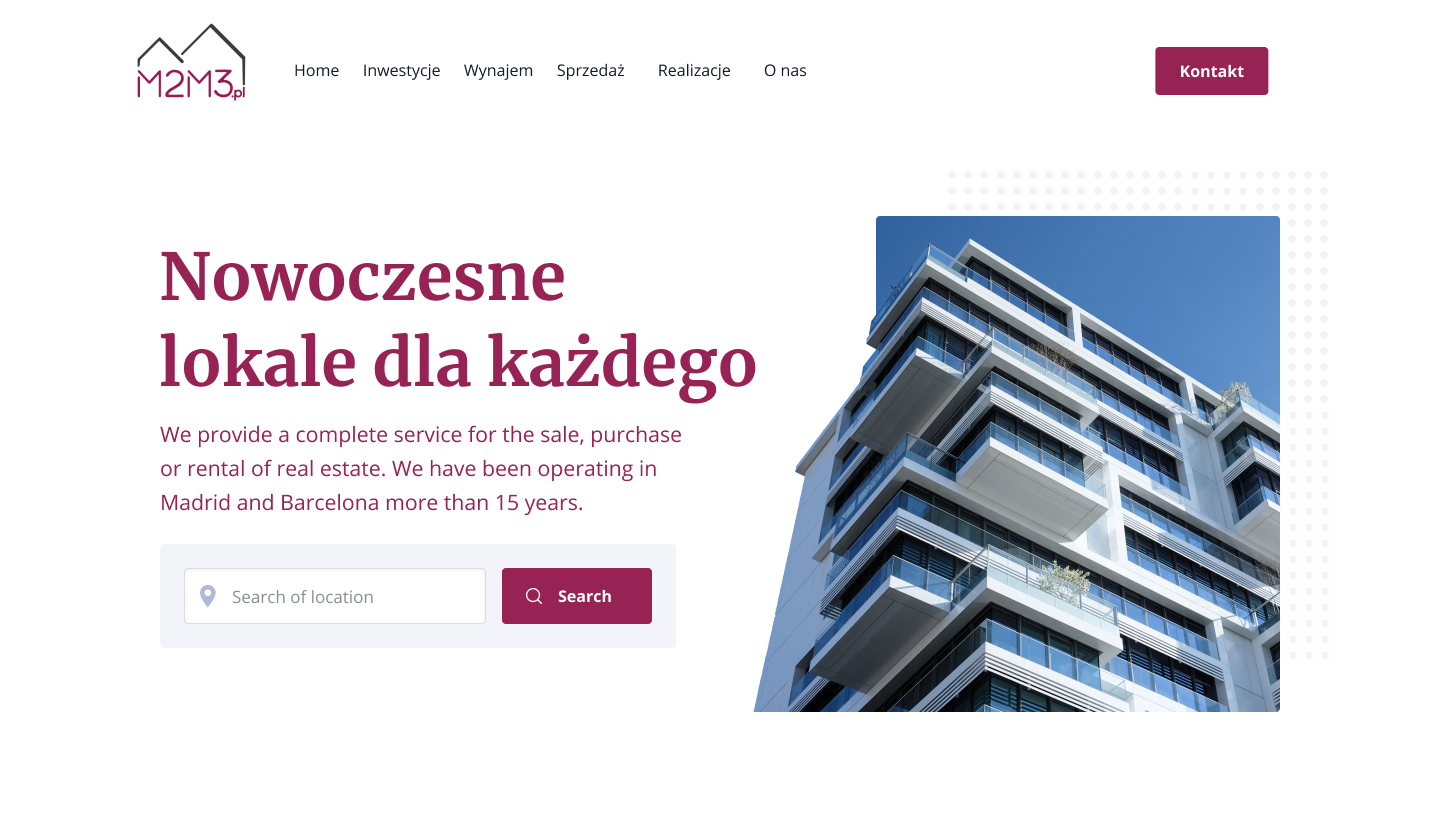 M2M3.pl
Home Inwestycje Wynajem Sprzedaż Realizacje O nas
Kontakt
Nowoczesne
lokale dla każdego
We provide a complete service for the sale, purchase
or rental of real estate. We have been operating in
Madrid and Barcelona more than 15 years.
Search of location
Search